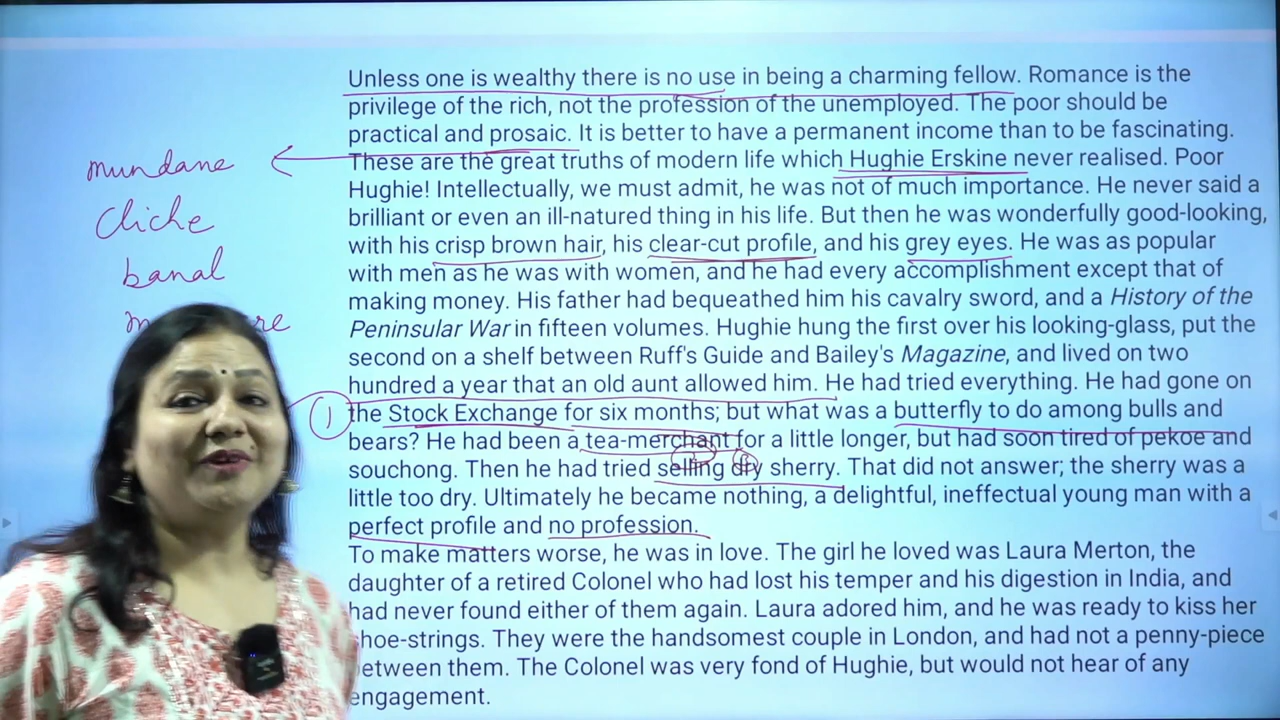 Unless one is wealthy there is no use in being a charming fellow. Romance is the
privilege of the rich, not the profession of the unemployed. The poor should be
practical and prosaic. It is better to have a permanent income than to be fascinating.
These are the great truths of modern life which Hughie Erskine never realised. Poor
Hughie! Intellectually, we must admit, he was not of much importance. He never said a
brilliant or even an ill-natured thing in his life. But then he was wonderfully good-looking,
with his crisp brown hair, his clear-cut profile, and his grey eyes. He was as popular
with men as he was with women, and he had every accomplishment except that of
making money. His father had bequeathed him his cavalry sword, and a History of the
Peninsular War in fifteen volumes. Hughie hung the first over his looking-glass, put the
second on a shelf between Ruff's Guide and Bailey's Magazine, and lived on two
hundred a year that an old aunt allowed him. He had tried everything. He had gone on
the Stock Exchange for six months; but what was a butterfly to do among bulls and
bears? He had been a tea-merchant for a little longer, but had soon tired of pekoe and
souchong. Then he had tried selling dry sherry. That did not answer; the sherry was a
little too dry. Ultimately he became nothing, a delightful, ineffectual young man with a
perfect profile and no profession.
To make matters worse, he was in love. The girl he loved was Laura Merton, the
daughter of a retired Colonel who had lost his temper and his digestion in India, and
had never found either of them again. Laura adored him, and he was ready to kiss her
shoe-strings. They were the handsomest couple in London, and had not a penny-piece
between them. The Colonel was very fond of Hughie, but would not hear of any
engagement.
mundane
cliche
banal
1